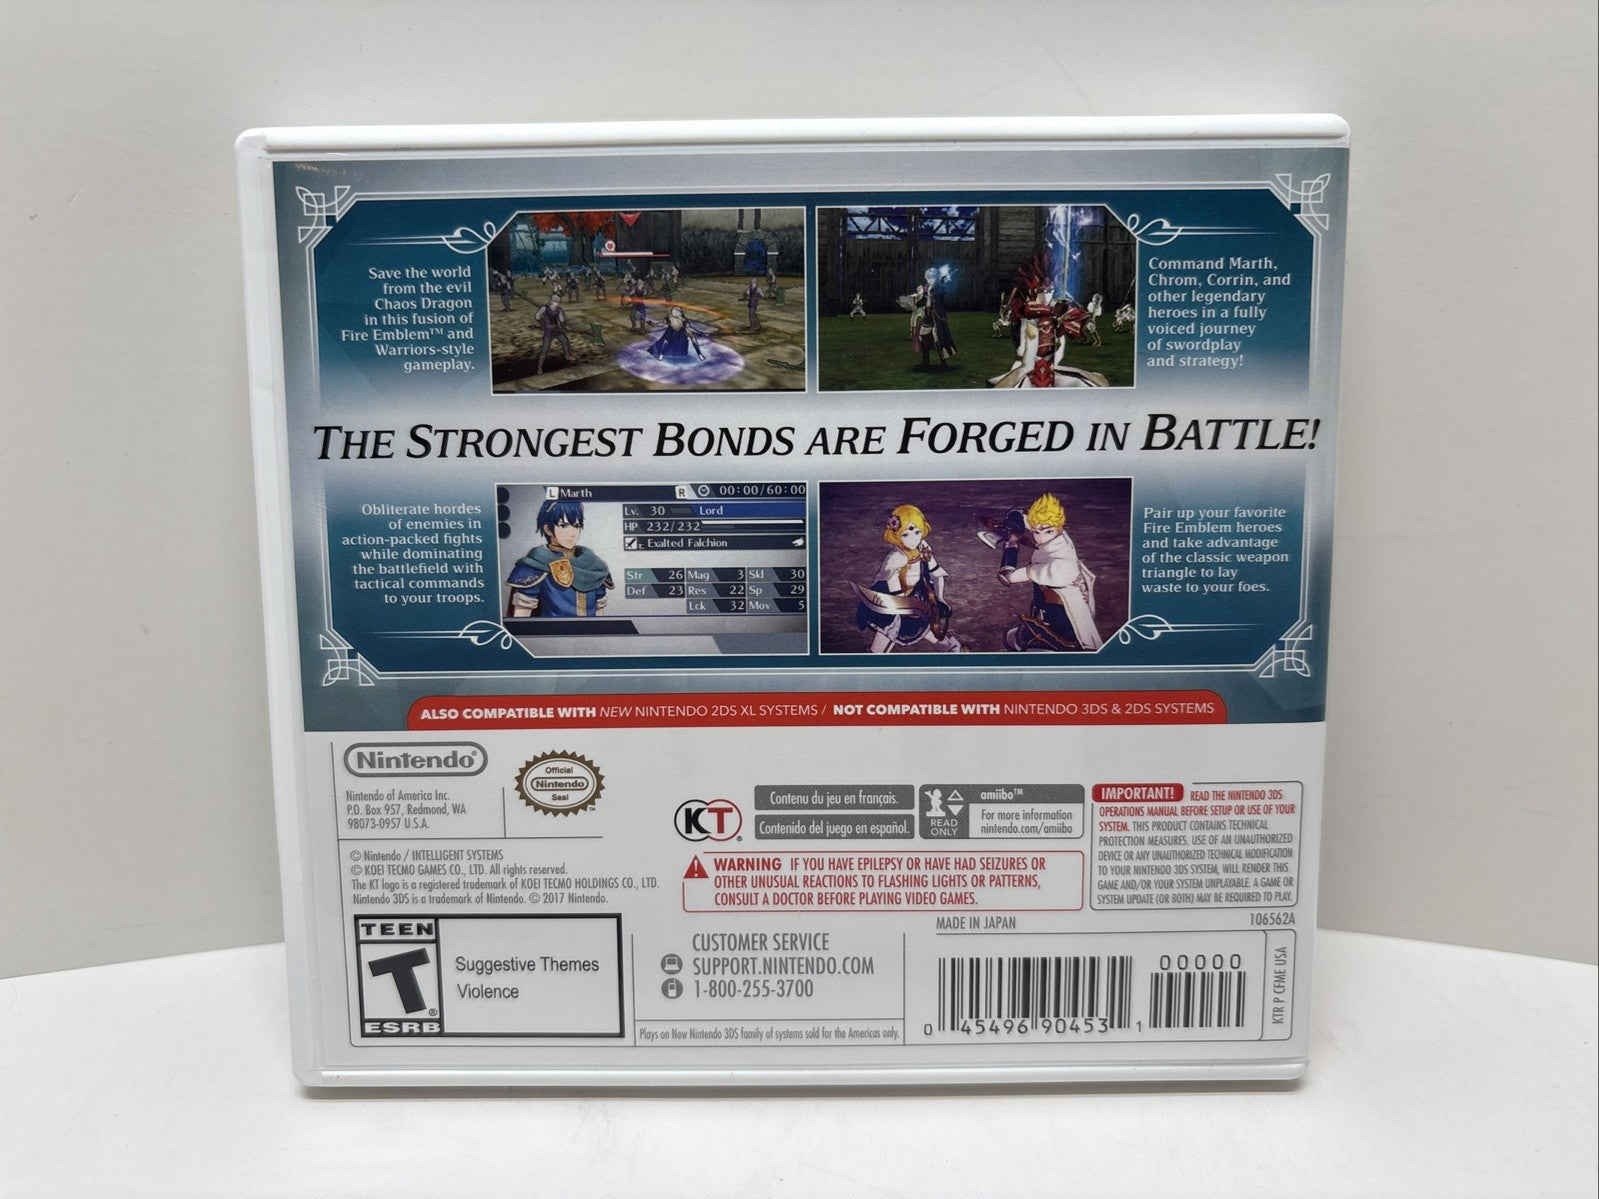 Save the world
from the evil
Chaos Dragon
in this fusion of
Fire Emblem™ and
Warriors-style
gameplay.
Command Marth,
Chrom, Corrin, and
other legendary
heroes in a fully
voiced journey
of swordplay
and strategy!
THE STRONGEST BONDS ARE FORGED IN BATTLE!
Obliterate hordes
of enemies in
action-packed fights
while dominating
the battlefield with
tactical commands
to your troops.
L Marth R 00:00/60:00
Lv. 30 Lord
HP 232/232
E Exalted Falchion
Str 26 Mag 3 Skl 30
Def 23 Res 22 Sp 29
Lck 32 Mov 5
Pair up your favorite
Fire Emblem heroes
and take advantage
of the classic weapon
triangle to lay
waste to your foes.
ALSO COMPATIBLE WITH NEW NINTENDO 2DS XL SYSTEMS / NOT COMPATIBLE WITH NINTENDO 3DS & 2DS SYSTEMS
Nintendo®
Nintendo of America Inc.
P.O. Box 957, Redmond, WA
98073-0957 U.S.A.
Official
Nintendo
Seal
™
KT®
Contenu du jeu en français.
Contenido del juego en español.
READ
ONLY
amiibo™
For more information
nintendo.com/amiibo
IMPORTANT! READ THE NINTENDO 3DS
OPERATIONS MANUAL BEFORE SETUP OR USE OF YOUR
SYSTEM. THIS PRODUCT CONTAINS TECHNICAL
PROTECTION MEASURES. USE OF AN UNAUTHORIZED
DEVICE OR ANY UNAUTHORIZED TECHNICAL MODIFICATION
TO YOUR NINTENDO 3DS SYSTEM, WILL RENDER THIS
GAME AND/OR YOUR SYSTEM UNPLAYABLE. A GAME OR
SYSTEM UPDATE (OR BOTH) MAY BE REQUIRED TO PLAY.
© Nintendo / INTELLIGENT SYSTEMS
© KOEI TECMO GAMES CO., LTD. All rights reserved.
The KT logo is a registered trademark of KOEI TECMO HOLDINGS CO., LTD.
Nintendo 3DS is a trademark of Nintendo. © 2017 Nintendo.
WARNING IF YOU HAVE EPILEPSY OR HAVE HAD SEIZURES OR
OTHER UNUSUAL REACTIONS TO FLASHING LIGHTS OR PATTERNS,
CONSULT A DOCTOR BEFORE PLAYING VIDEO GAMES.
MADE IN JAPAN
106562A
TEEN
T®
ESRB
Suggestive Themes
Violence
CUSTOMER SERVICE
SUPPORT.NINTENDO.COM
1-800-255-3700
Plays on New Nintendo 3DS family of systems sold for the Americas only.
00000
0 45496 90453 1
KTR P CFME USA